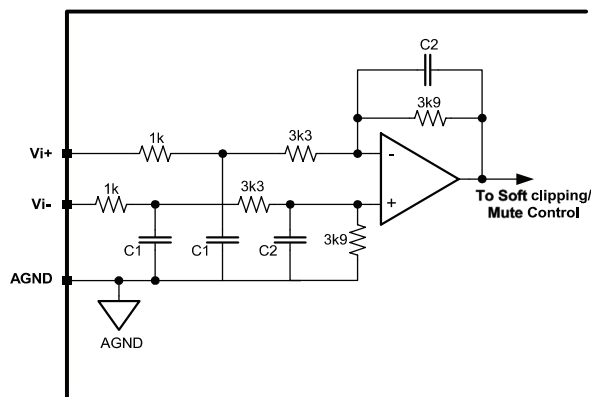 C2
3k9
1k
3k3
Vi+
-
1k
3k3
Vi-
+
To Soft clipping/
Mute Control
C1
C1
C2
3k9
AGND
AGND